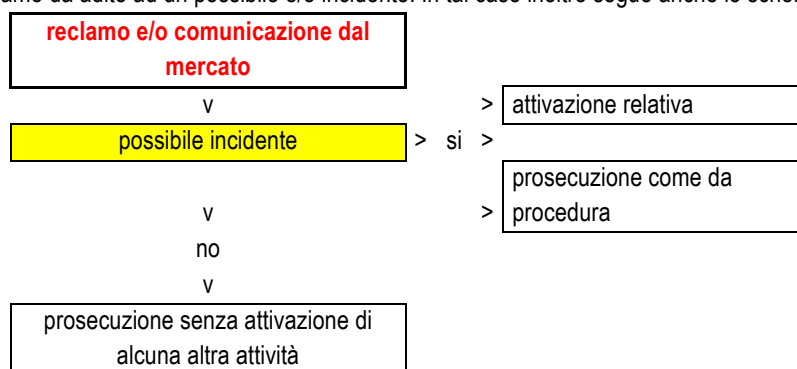 reclamo e/o comunicazione dal
mercato
v > attivazione relativa
possibile incidente > si >
prosecuzione come da
v > procedura
no
v
prosecuzione senza attivazione di
alcuna altra attività